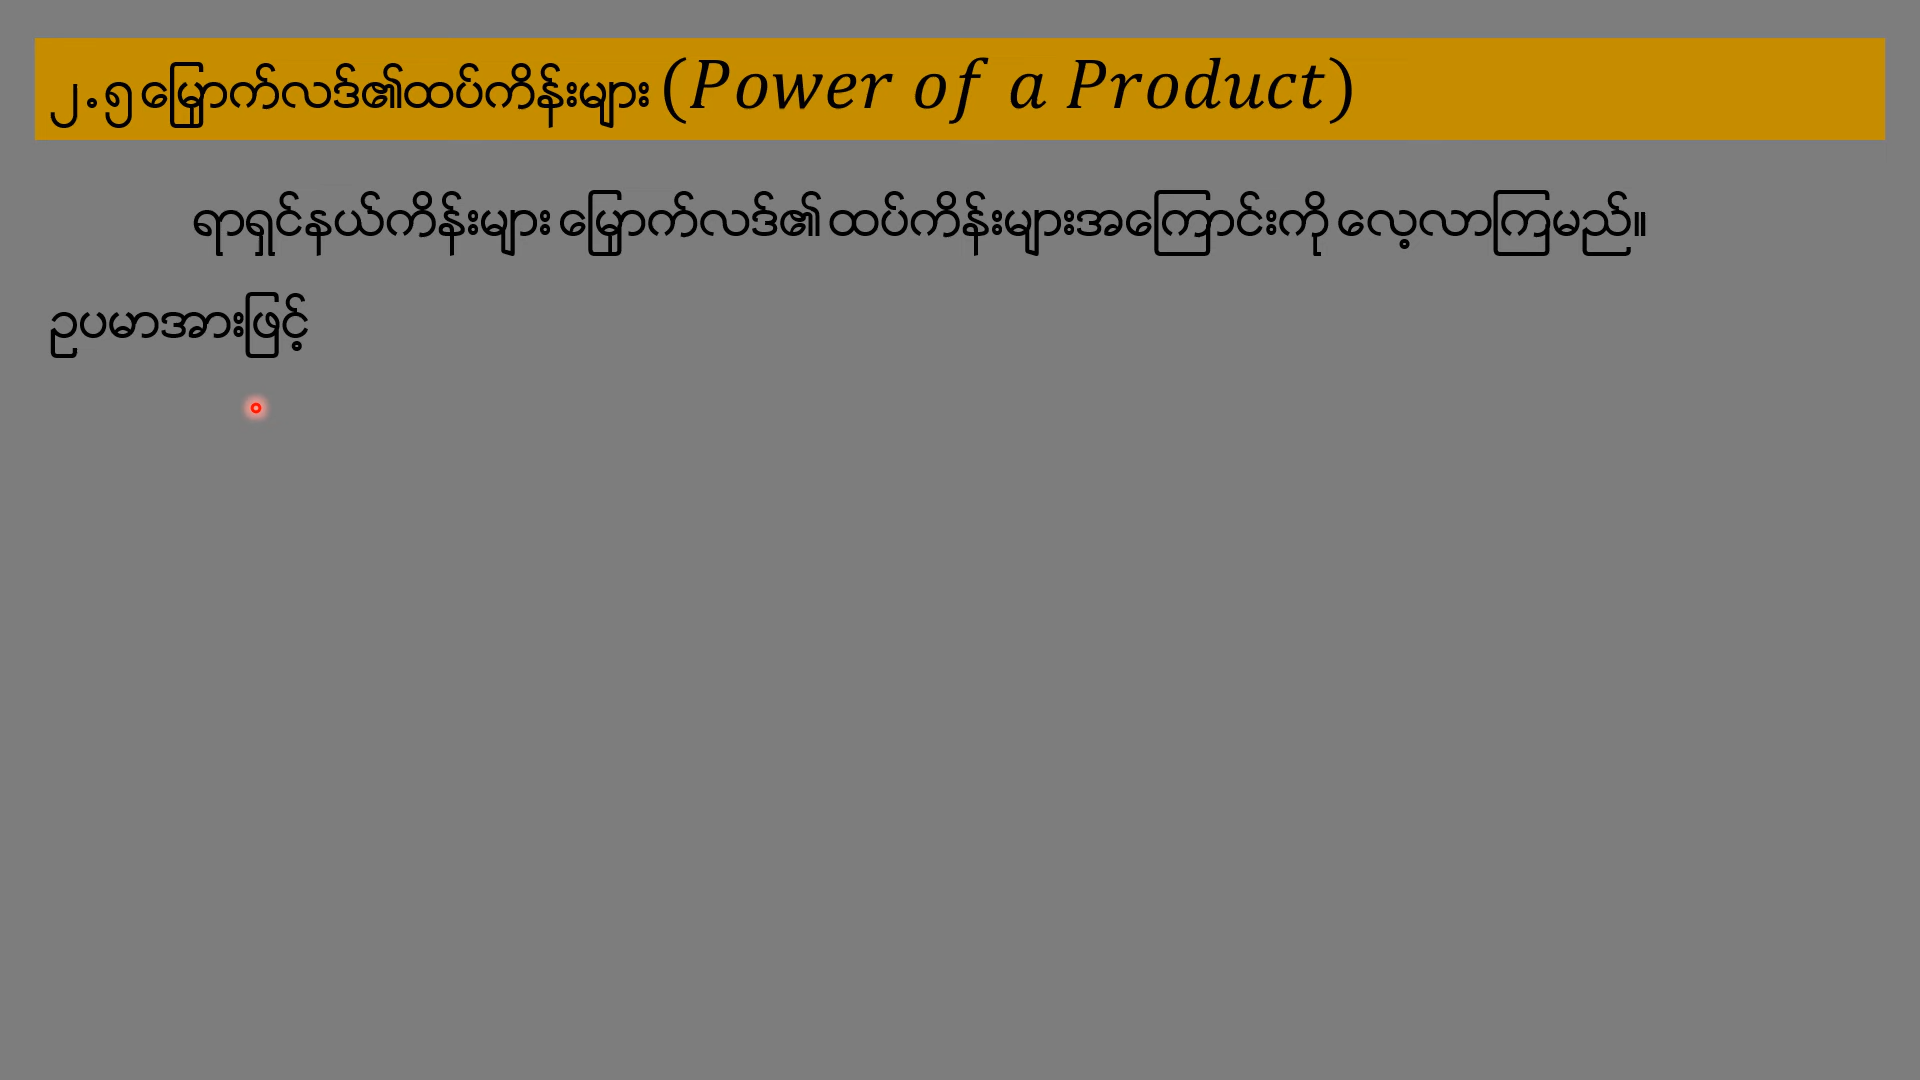 ၂.၅ မြှောက်လဒ်၏ထပ်ကိန်းများ (Power of a Product)
ရာရှင်နယ်ကိန်းများ မြှောက်လဒ်၏ ထပ်ကိန်းများအကြောင်းကို လေ့လာကြမည်။
ဥပမာအားဖြင့်